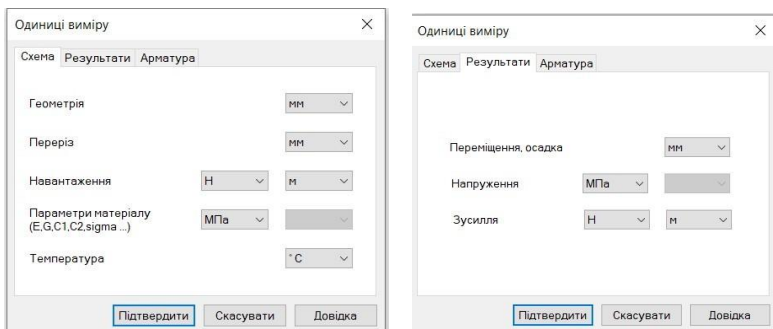 Одиниці виміру
Схема Результати Арматура
Геометрія мм
Переріз мм
Навантаження Н м
Параметри матеріалу
(E,G,C1,C2,sigma ...) МПа
Температура ° C
Підтвердити Скасувати Довідка
Одиниці виміру
Схема Результати Арматура
Переміщення, осадка мм
Напруження МПа
Зусилля Н м
Підтвердити Скасувати Довідка